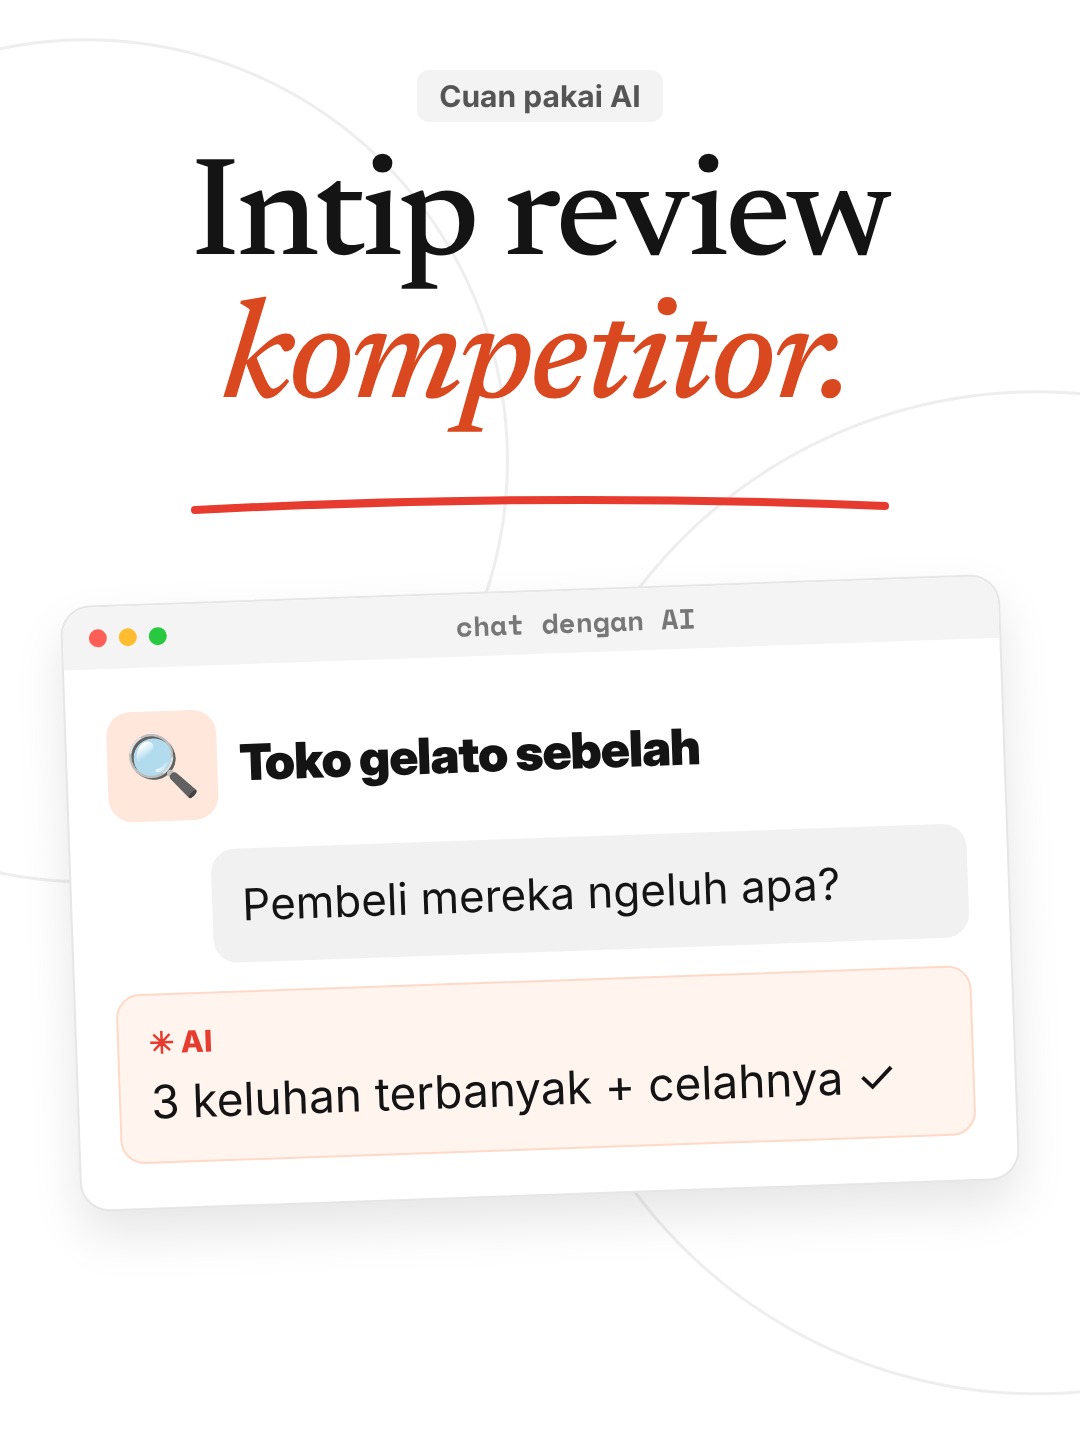 Cuan pakai AI
Intip review
kompetitor.
chat dengan AI
Toko gelato sebelah
Pembeli mereka ngeluh apa?
✳ AI
3 keluhan terbanyak + celahnya ✓